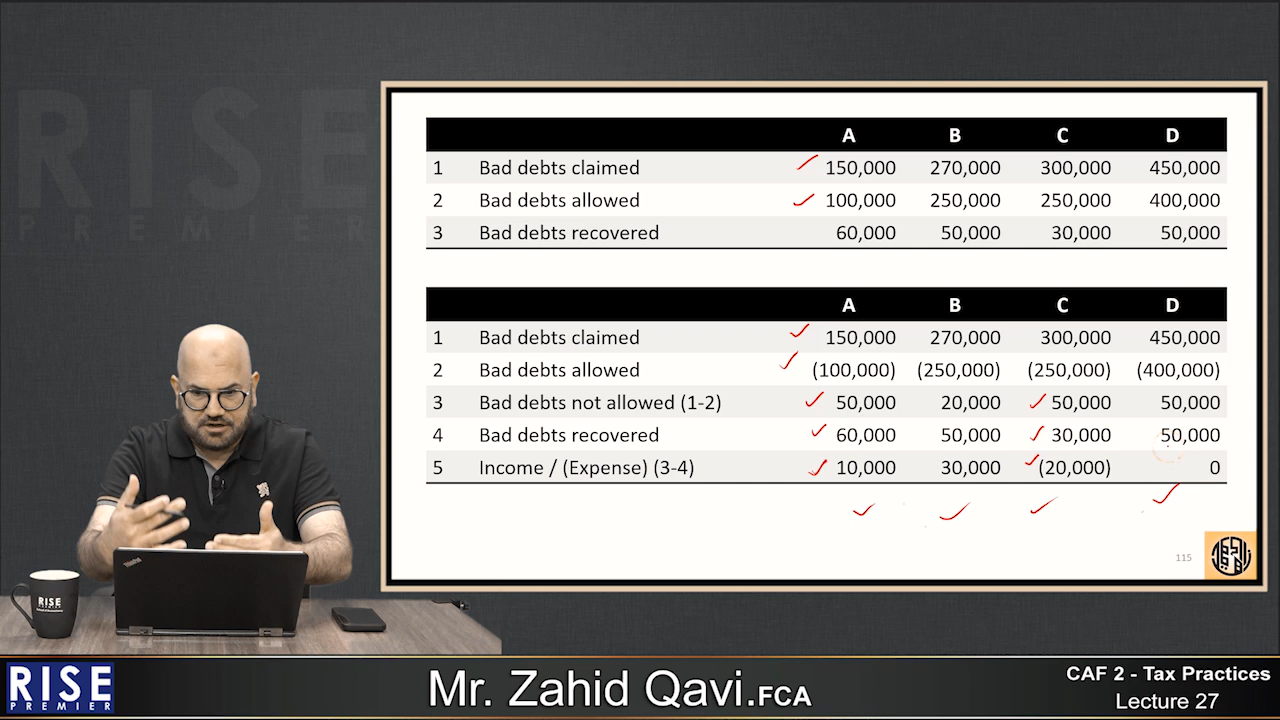 RISE
PREMIER
A B C D
1 Bad debts claimed 150,000 270,000 300,000 450,000
2 Bad debts allowed 100,000 250,000 250,000 400,000
3 Bad debts recovered 60,000 50,000 30,000 50,000
A B C D
1 Bad debts claimed 150,000 270,000 300,000 450,000
2 Bad debts allowed (100,000) (250,000) (250,000) (400,000)
3 Bad debts not allowed (1-2) 50,000 20,000 50,000 50,000
4 Bad debts recovered 60,000 50,000 30,000 50,000
5 Income / (Expense) (3-4) 10,000 30,000 (20,000) 0
115
ThinkPad
RISE
RISE
PREMIER
Mr. Zahid Qavi.FCA
CAF 2 - Tax Practices
Lecture 27